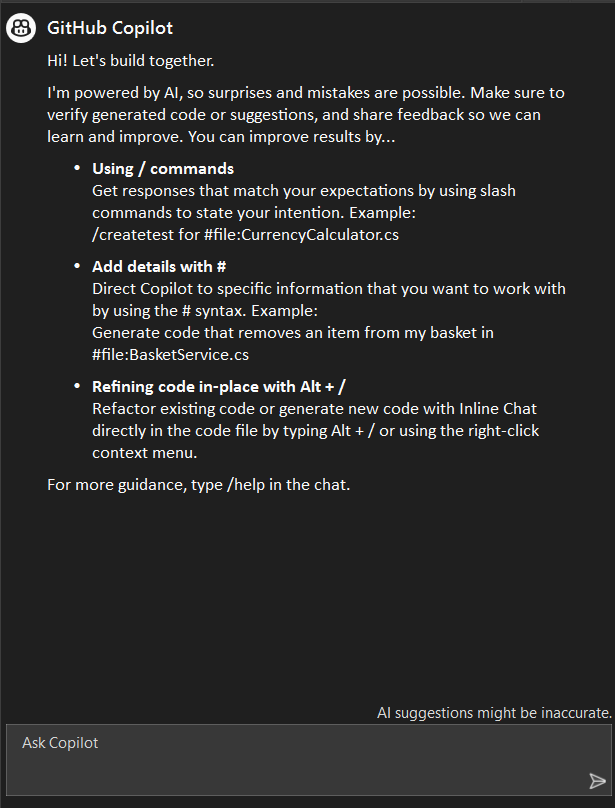 GitHub Copilot
Hi! Let's build together.
I'm powered by AI, so surprises and mistakes are possible. Make sure to
verify generated code or suggestions, and share feedback so we can
learn and improve. You can improve results by...
• Using / commands
Get responses that match your expectations by using slash
commands to state your intention. Example:
/createtest for #file:CurrencyCalculator.cs
• Add details with #
Direct Copilot to specific information that you want to work with
by using the # syntax. Example:
Generate code that removes an item from my basket in
#file:BasketService.cs
• Refining code in-place with Alt + /
Refactor existing code or generate new code with Inline Chat
directly in the code file by typing Alt + / or using the right-click
context menu.
For more guidance, type /help in the chat.
AI suggestions might be inaccurate.
Ask Copilot